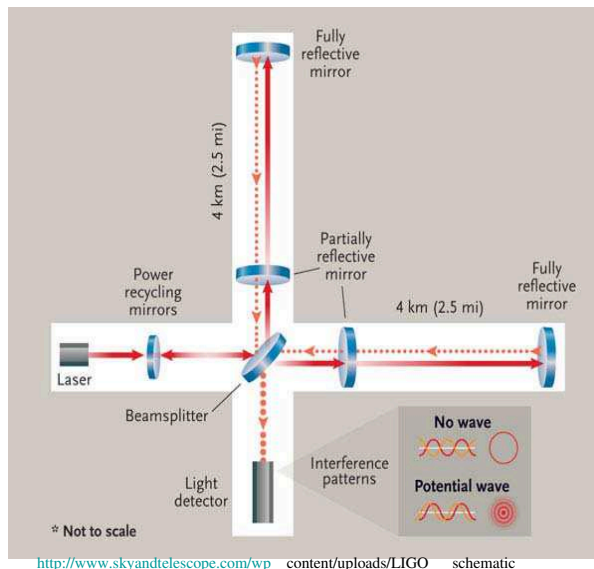 Fully
reflective
mirror
4 km (2.5 mi)
Partially
reflective
mirror
Power
recycling
mirrors
Fully
reflective
mirror
4 km (2.5 mi)
Laser
Beamsplitter
No wave
Interference
patterns
Potential wave
Light
detector
* Not to scale
http://www.skyandtelescope.com/wp content/uploads/LIGO schematic